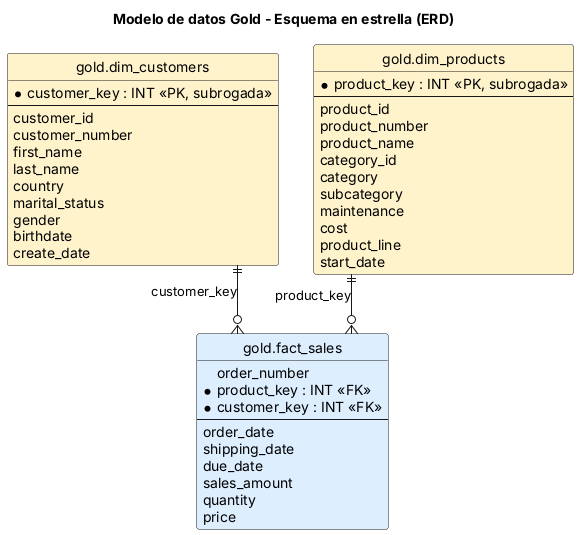 Modelo de datos Gold - Esquema en estrella (ERD)
gold.dim_customers
customer_key : INT «PK, subrogada»
customer_id
customer_number
first_name
last_name
country
marital_status
gender
birthdate
create_date
gold.dim_products
product_key : INT «PK, subrogada»
product_id
product_number
product_name
category_id
category
subcategory
maintenance
cost
product_line
start_date
customer_key
product_key
gold.fact_sales
order_number
product_key : INT «FK»
customer_key : INT «FK»
order_date
shipping_date
due_date
sales_amount
quantity
price